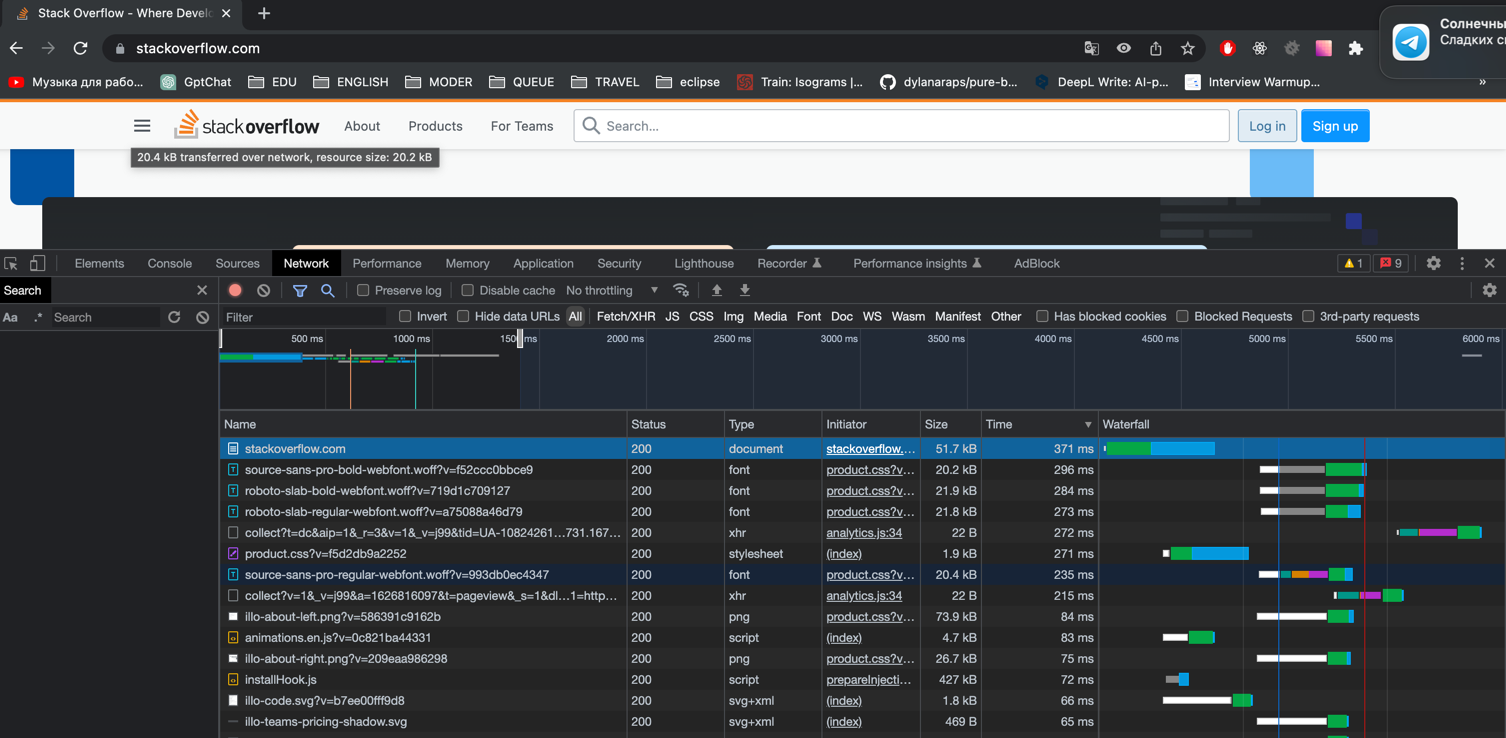 Stack Overflow - Where Develo
stackoverflow.com
Солнечны
Сладких с
Музыка для рабо... GptChat EDU ENGLISH MODER QUEUE TRAVEL eclipse Train: Isograms |... dylanaraps/pure-b... DeepL Write: AI-p... Interview Warmup... »
stackoverflow About Products For Teams Search... Log in Sign up
20.4 kB transferred over network, resource size: 20.2 kB
Elements Console Sources Network Performance Memory Application Security Lighthouse Recorder Performance insights AdBlock 1 9
Search Preserve log Disable cache No throttling
Aa .* Search Filter Invert Hide data URLs All Fetch/XHR JS CSS Img Media Font Doc WS Wasm Manifest Other Has blocked cookies Blocked Requests 3rd-party requests
500 ms 1000 ms 1500 ms 2000 ms 2500 ms 3000 ms 3500 ms 4000 ms 4500 ms 5000 ms 5500 ms 6000 ms
Name Status Type Initiator Size Time Waterfall
stackoverflow.com 200 document stackoverflow.... 51.7 kB 371 ms
source-sans-pro-bold-webfont.woff?v=f52ccc0bbce9 200 font product.css?v... 20.2 kB 296 ms
roboto-slab-bold-webfont.woff?v=719d1c709127 200 font product.css?v... 21.9 kB 284 ms
roboto-slab-regular-webfont.woff?v=a75088a46d79 200 font product.css?v... 21.8 kB 273 ms
collect?t=dc&aip=1&_r=3&v=1&_v=j99&tid=UA-10824261...731.167... 200 xhr analytics.js:34 22 B 272 ms
product.css?v=f5d2db9a2252 200 stylesheet (index) 1.9 kB 271 ms
source-sans-pro-regular-webfont.woff?v=993db0ec4347 200 font product.css?v... 20.4 kB 235 ms
collect?v=1&_v=j99&a=1626816097&t=pageview&_s=1&dl...1=http... 200 xhr analytics.js:34 22 B 215 ms
illo-about-left.png?v=586391c9162b 200 png product.css?v... 73.9 kB 84 ms
animations.en.js?v=0c821ba44331 200 script (index) 4.7 kB 83 ms
illo-about-right.png?v=209eaa986298 200 png product.css?v... 26.7 kB 75 ms
installHook.js 200 script prepareInjecti... 427 kB 72 ms
illo-code.svg?v=b7ee00fff9d8 200 svg+xml (index) 1.8 kB 66 ms
illo-teams-pricing-shadow.svg 200 svg+xml (index) 469 B 65 ms